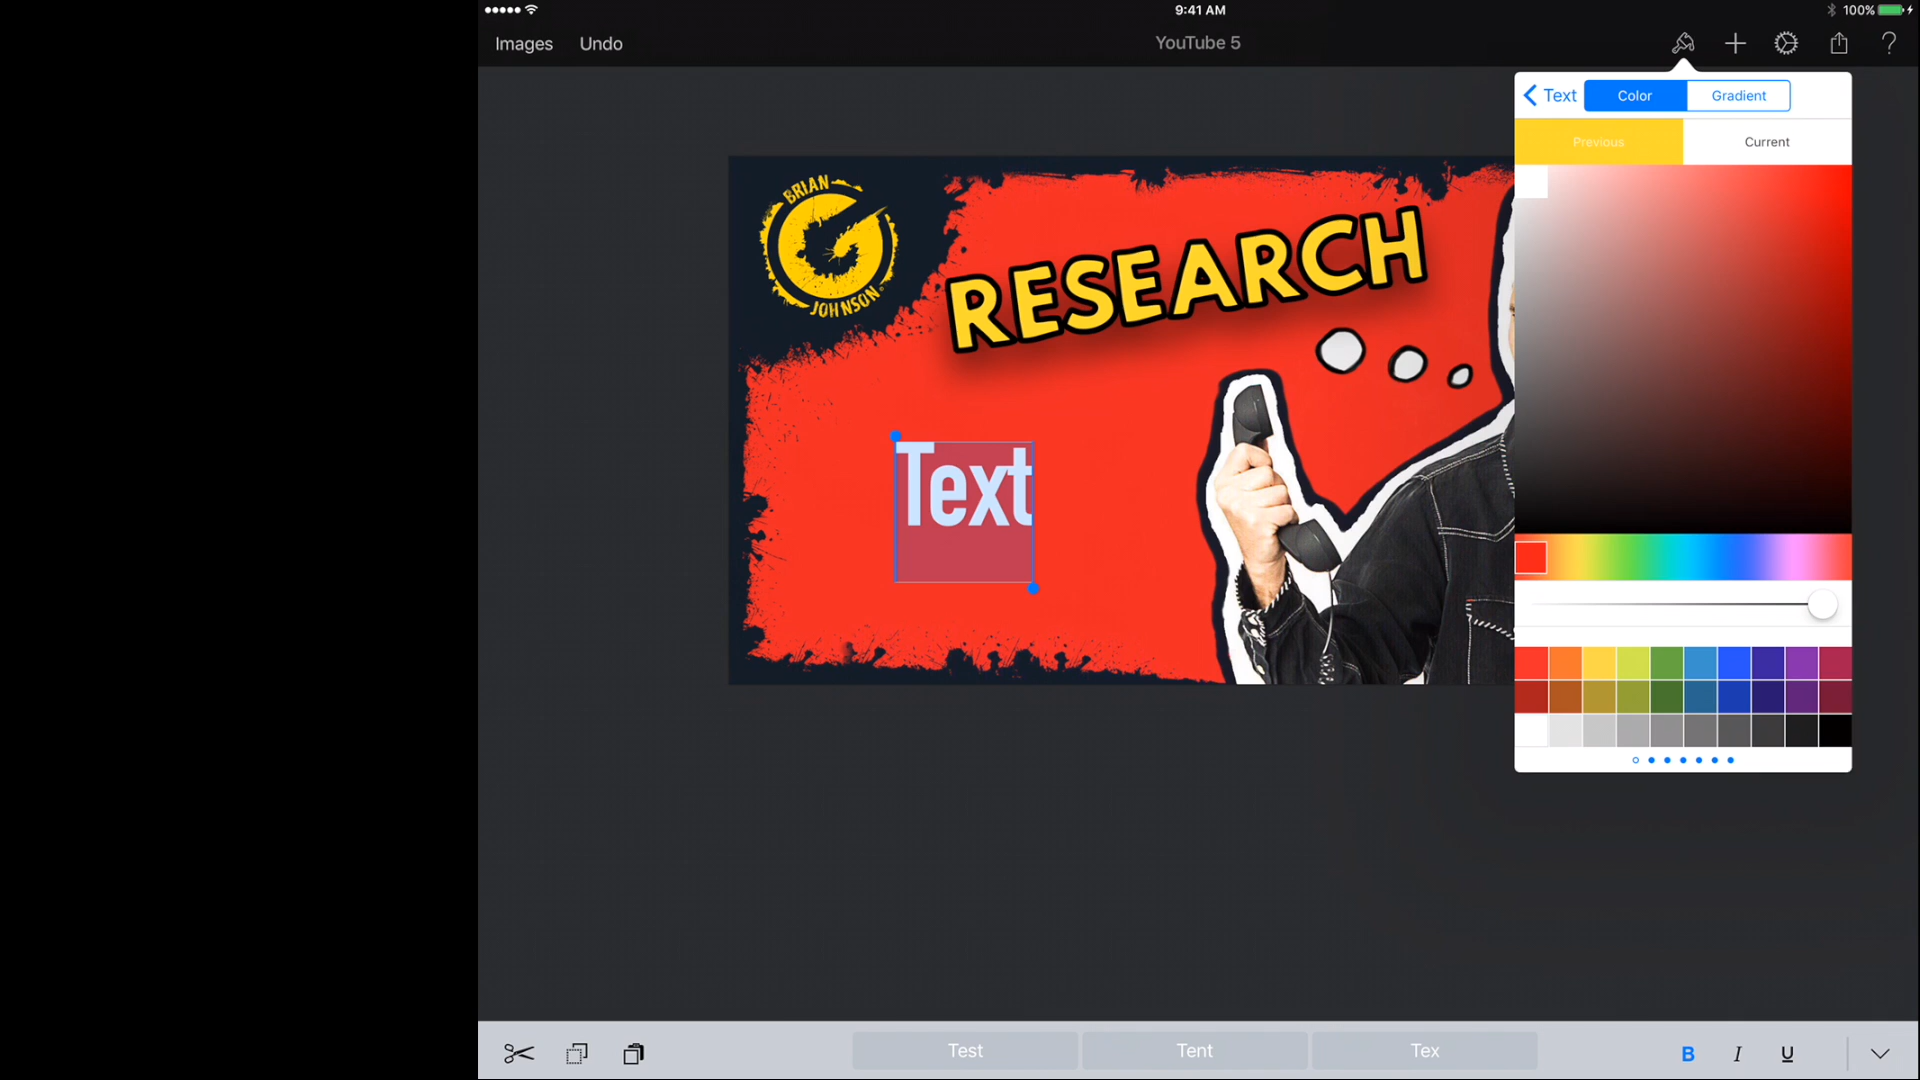 9:41 AM
100%
Images
Undo
YouTube 5
Text
Color
Gradient
Previous
Current
BRIAN
JOHNSON
RESEARCH
Text
Test
Tent
Tex
B
I
U